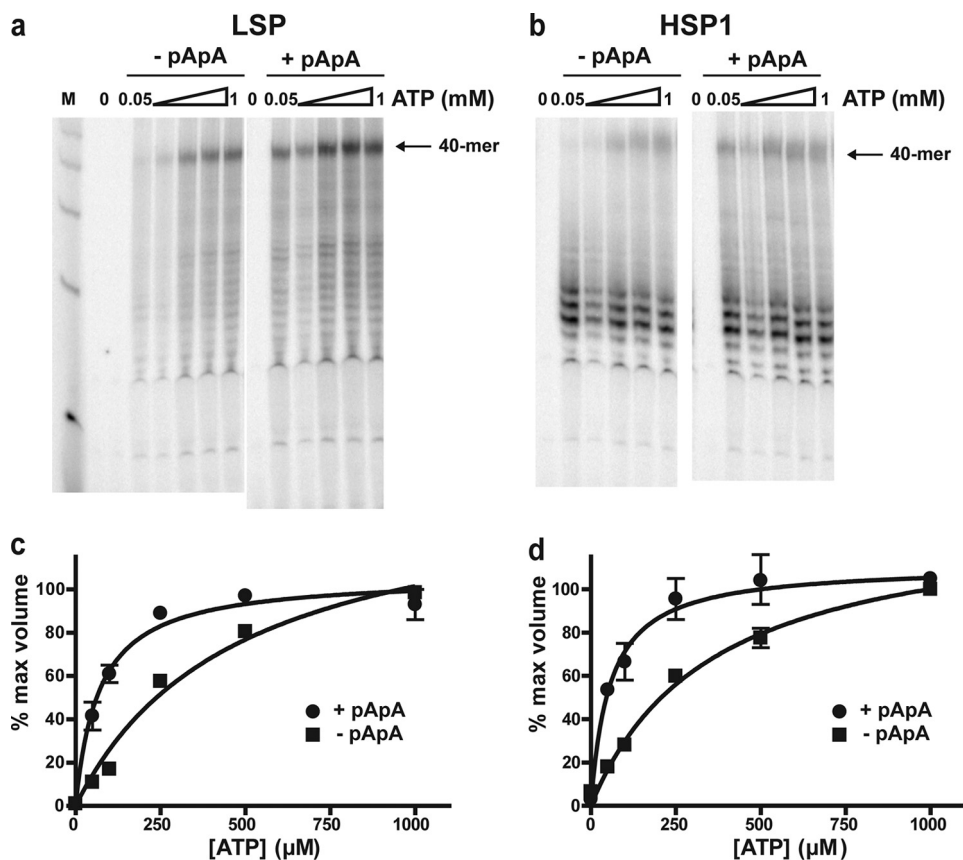 a
LSP
- pApA
+ pApA
M 0 0.05 1 0 0.05 1 ATP (mM)
40-mer
b
HSP1
- pApA
+ pApA
0 0.05 1 0 0.05 1 ATP (mM)
40-mer
c
% max volume
100
80
60
40
20
0
0 250 500 750 1000
[ATP] (µM)
+ pApA
- pApA
d
% max volume
100
80
60
40
20
0
0 250 500 750 1000
[ATP] (µM)
+ pApA
- pApA